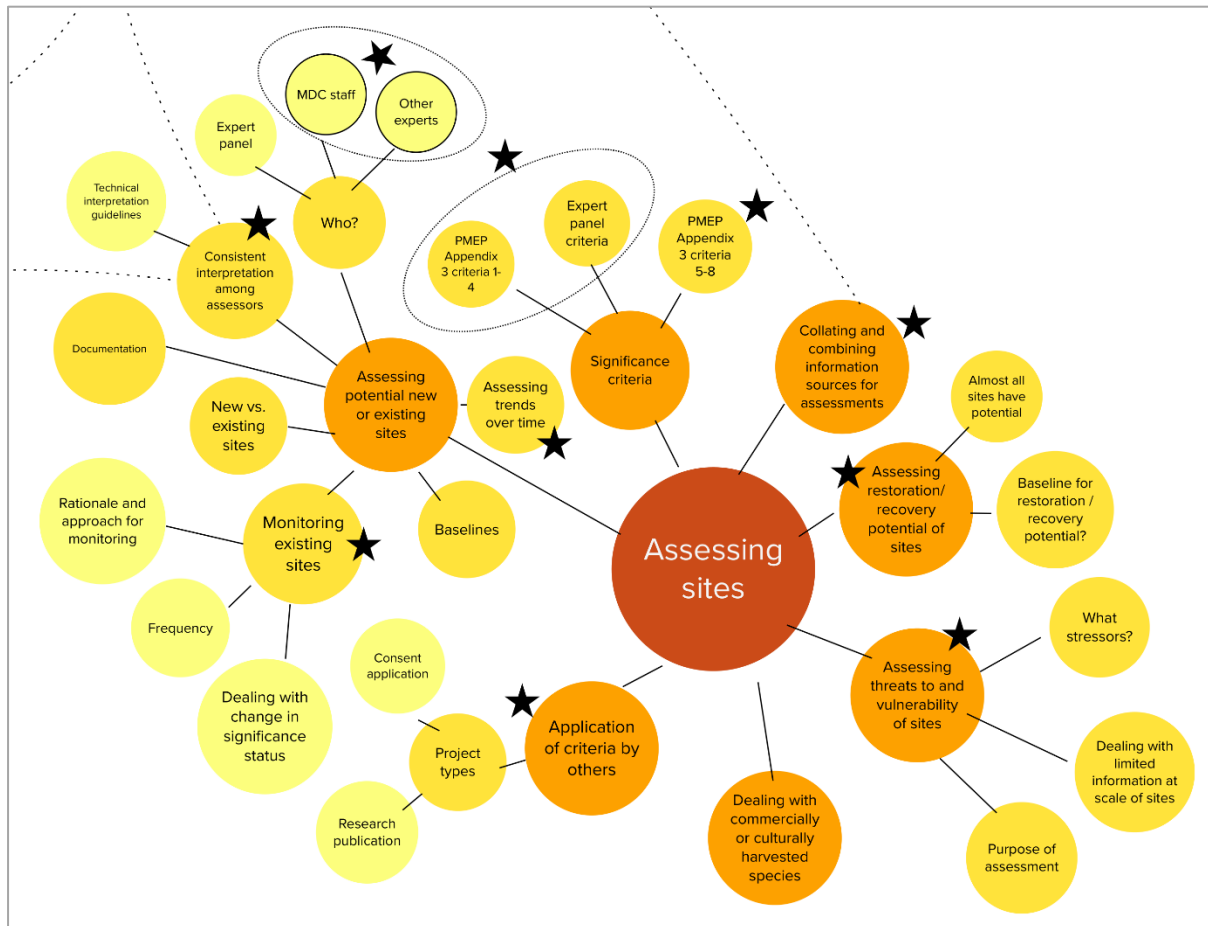 MDC staff
Other
experts
Expert
panel
Technical
interpretation
guidelines
Who?
Consistent
interpretation
among
assessors
PMEP
Appendix
3 criteria 1-
4
Expert
panel
criteria
PMEP
Appendix
3 criteria
5-8
Documentation
Assessing
potential new
or existing
sites
Assessing
trends
over time
Significance
criteria
Collating and
combining
information
sources for
assessments
Almost all
sites have
potential
New vs.
existing sites
Rationale and
approach for
monitoring
Monitoring
existing
sites
Baselines
Assessing
sites
Assessing
restoration/
recovery
potential of
sites
Baseline for
restoration /
recovery
potential?
Frequency
Dealing with
change in
significance
status
Consent
application
Project
types
Research
publication
Application
of criteria by
others
Dealing with
commercially
or culturally
harvested
species
Assessing
threats to and
vulnerability
of sites
What
stressors?
Dealing with
limited
information at
scale of sites
Purpose of
assessment